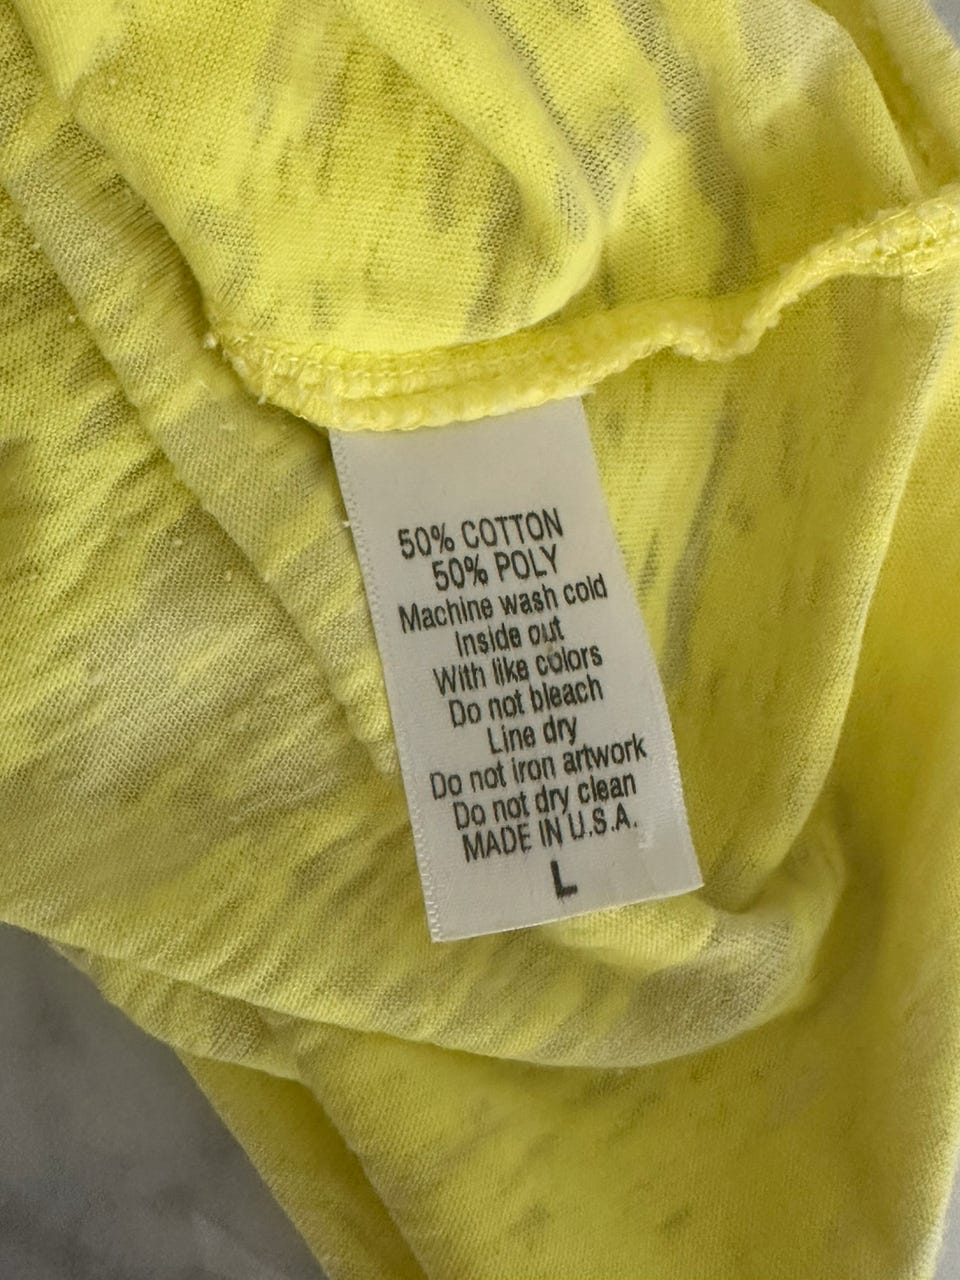 50% COTTON
50% POLY
Machine wash cold
Inside out
With like colors
Do not bleach
Line dry
Do not iron artwork
Do not dry clean
MADE IN U.S.A.
L